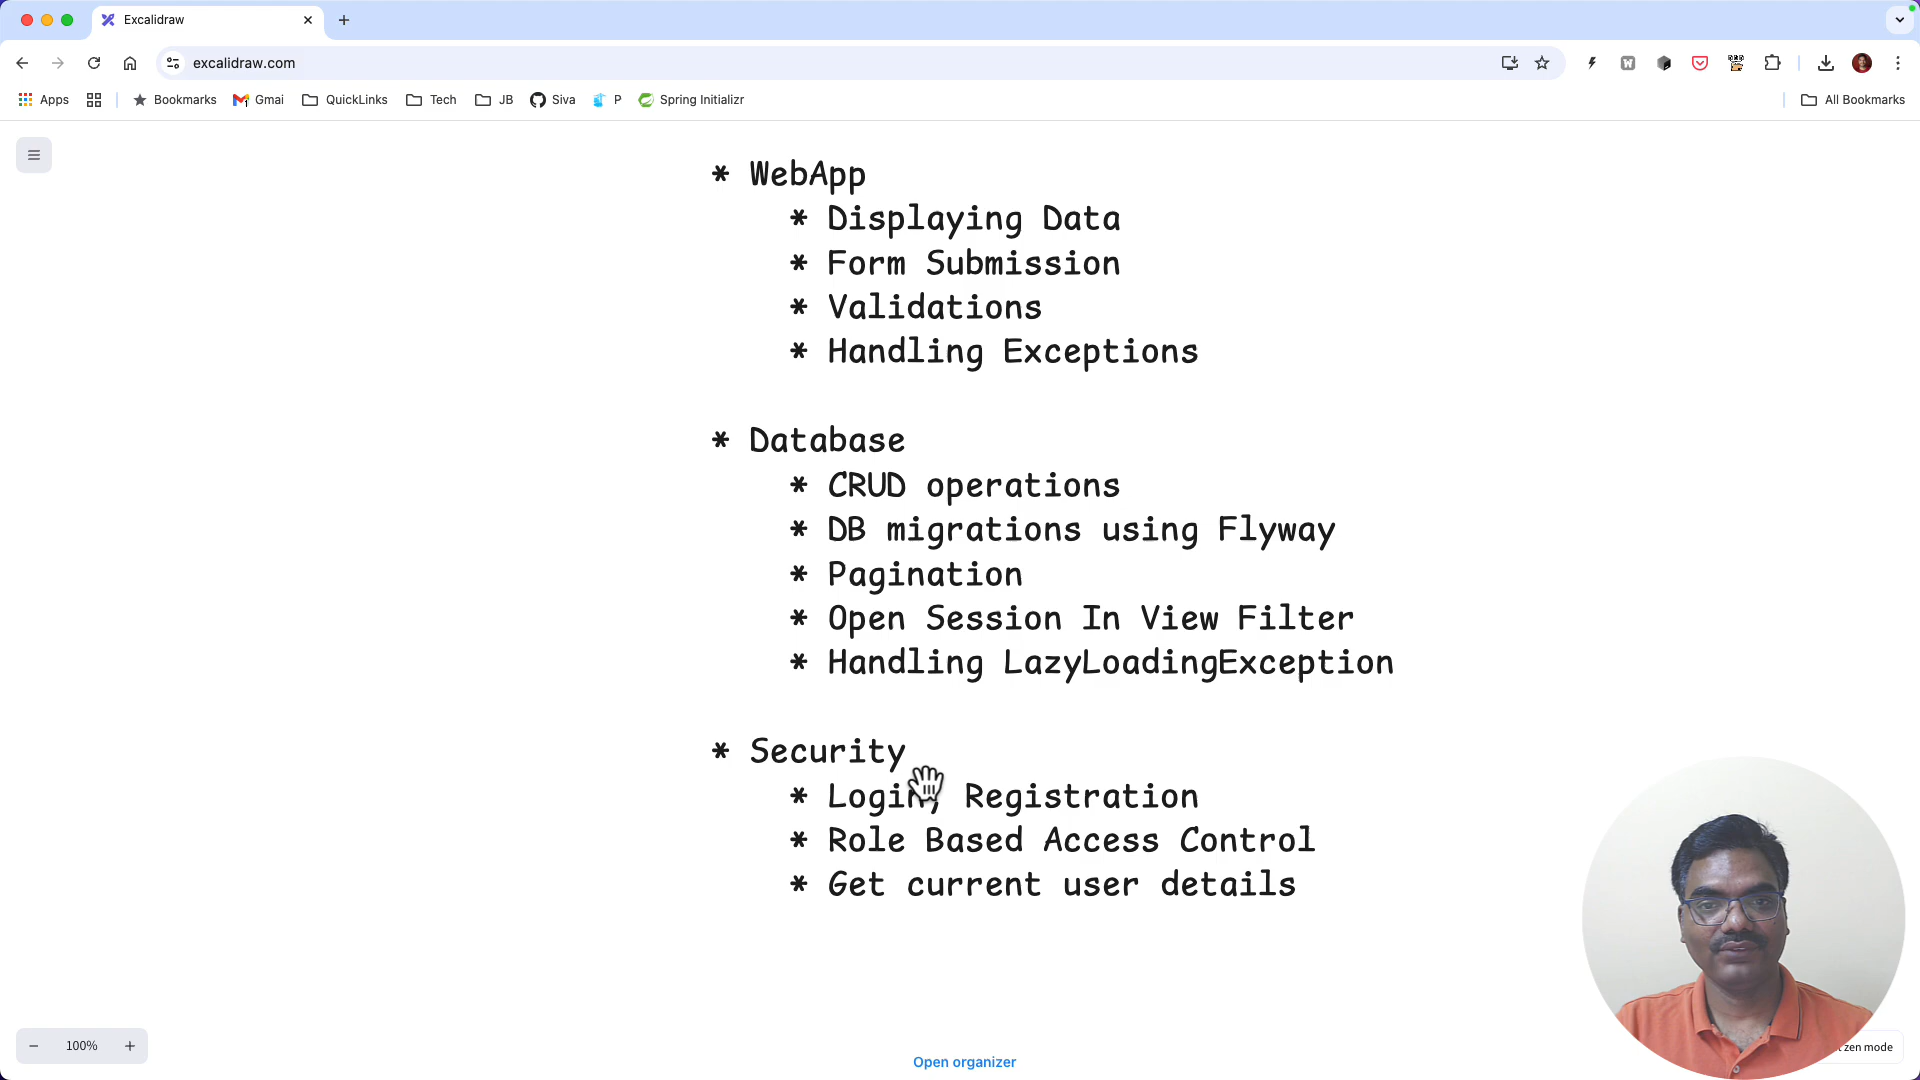 Excalidraw
excalidraw.com
Apps
Bookmarks
Gmai
QuickLinks
Tech
JB
Siva
P
Spring Initializr
All Bookmarks
* WebApp
* Displaying Data
* Form Submission
* Validations
* Handling Exceptions
* Database
* CRUD operations
* DB migrations using Flyway
* Pagination
* Open Session In View Filter
* Handling LazyLoadingException
* Security
* Login, Registration
* Role Based Access Control
* Get current user details
100%
Open organizer
zen mode